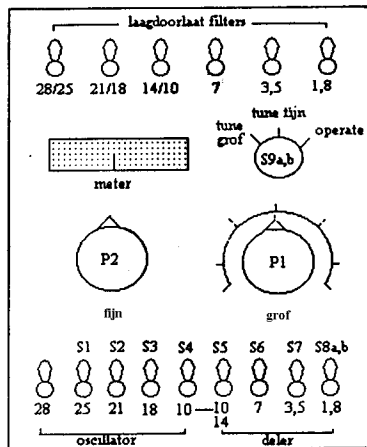 laagdoorlaat filters
28/25 21/18 14/10 7 3,5 1,8
tune fijn
tune grof
operate
S9a,b
meter
P2 P1
fijn grof
S1 S2 S3 S4 S5 S6 S7 S8a,b
28 25 21 18 10 — 10 7 3,5 1,8
14
oscillator deler